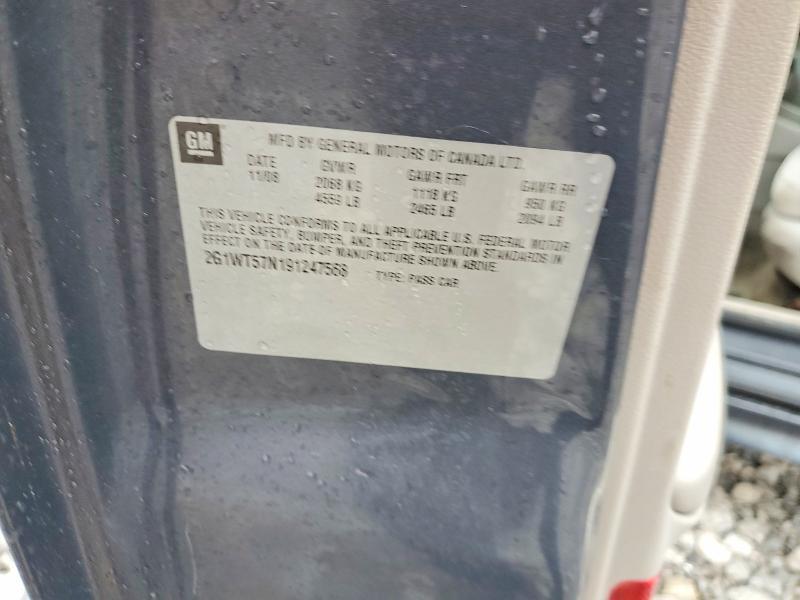 GM
MFD BY GENERAL MOTORS OF CANADA LTD.
DATE GVWR GAWR FRT GAWR RR
11/08 2068 KG 1118 KG 950 KG
4559 LB 2465 LB 2094 LB
THIS VEHICLE CONFORMS TO ALL APPLICABLE U.S. FEDERAL MOTOR
VEHICLE SAFETY, BUMPER, AND THEFT PREVENTION STANDARDS IN
EFFECT ON THE DATE OF MANUFACTURE SHOWN ABOVE.
2G1WT57N191247568 TYPE: PASS CAR